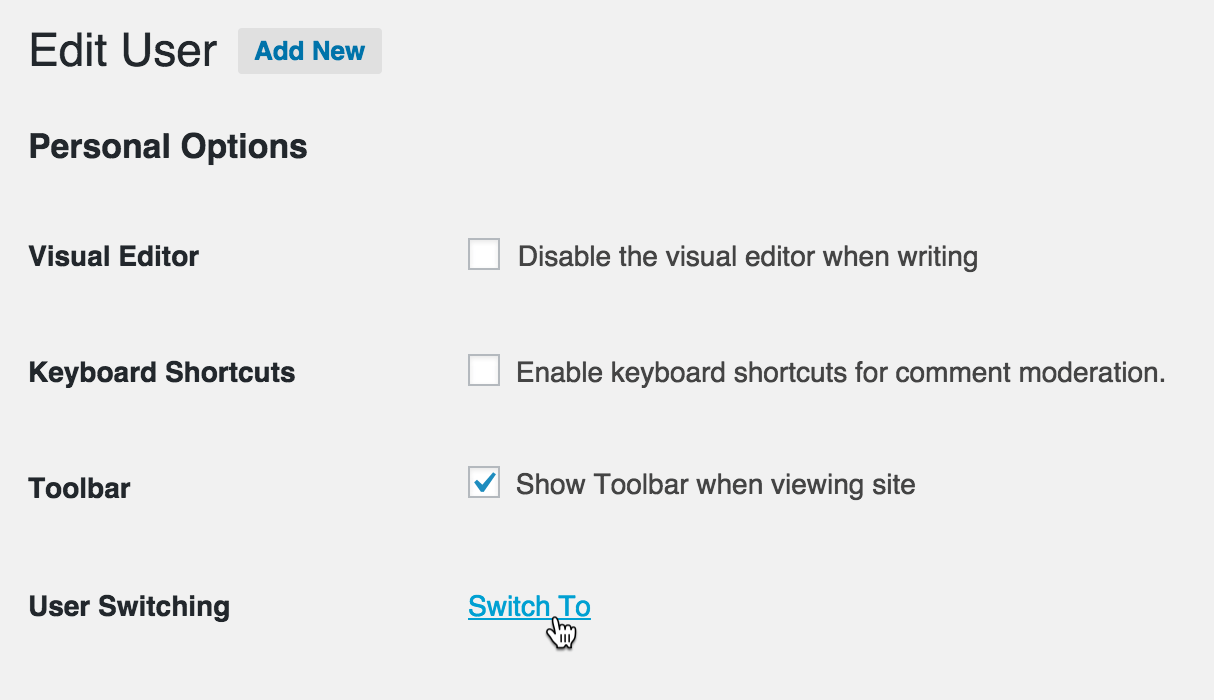 Edit User Add New
Personal Options
Visual Editor Disable the visual editor when writing
Keyboard Shortcuts Enable keyboard shortcuts for comment moderation.
Toolbar Show Toolbar when viewing site
User Switching Switch To